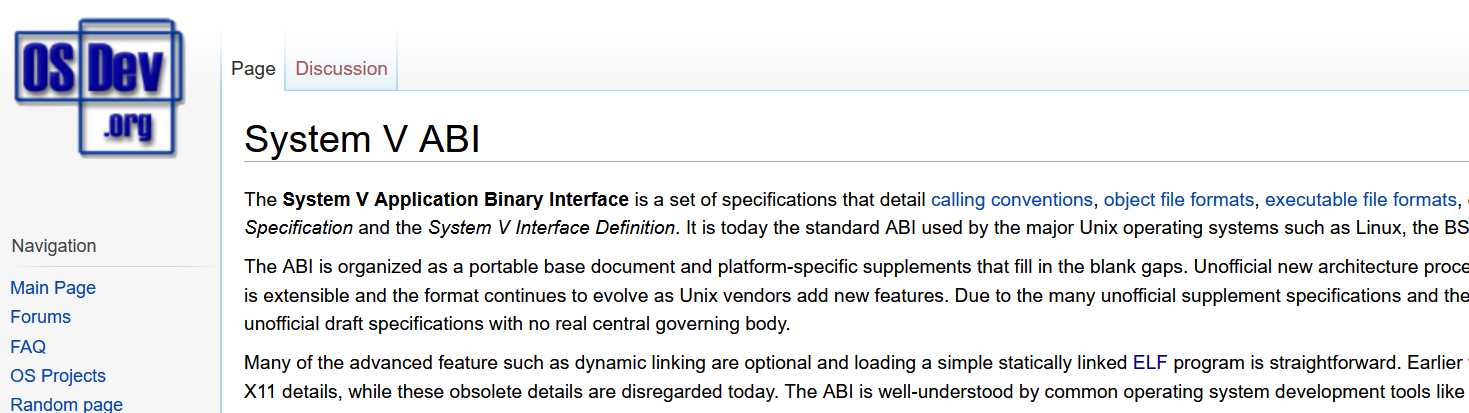 OS Dev
.org
Page
Discussion
System V ABI
The System V Application Binary Interface is a set of specifications that detail calling conventions, object file formats, executable file formats,
Specification and the System V Interface Definition. It is today the standard ABI used by the major Unix operating systems such as Linux, the BS
The ABI is organized as a portable base document and platform-specific supplements that fill in the blank gaps. Unofficial new architecture proce
is extensible and the format continues to evolve as Unix vendors add new features. Due to the many unofficial supplement specifications and the
unofficial draft specifications with no real central governing body.
Many of the advanced feature such as dynamic linking are optional and loading a simple statically linked ELF program is straightforward. Earlier
X11 details, while these obsolete details are disregarded today. The ABI is well-understood by common operating system development tools like
Navigation
Main Page
Forums
FAQ
OS Projects
Random page